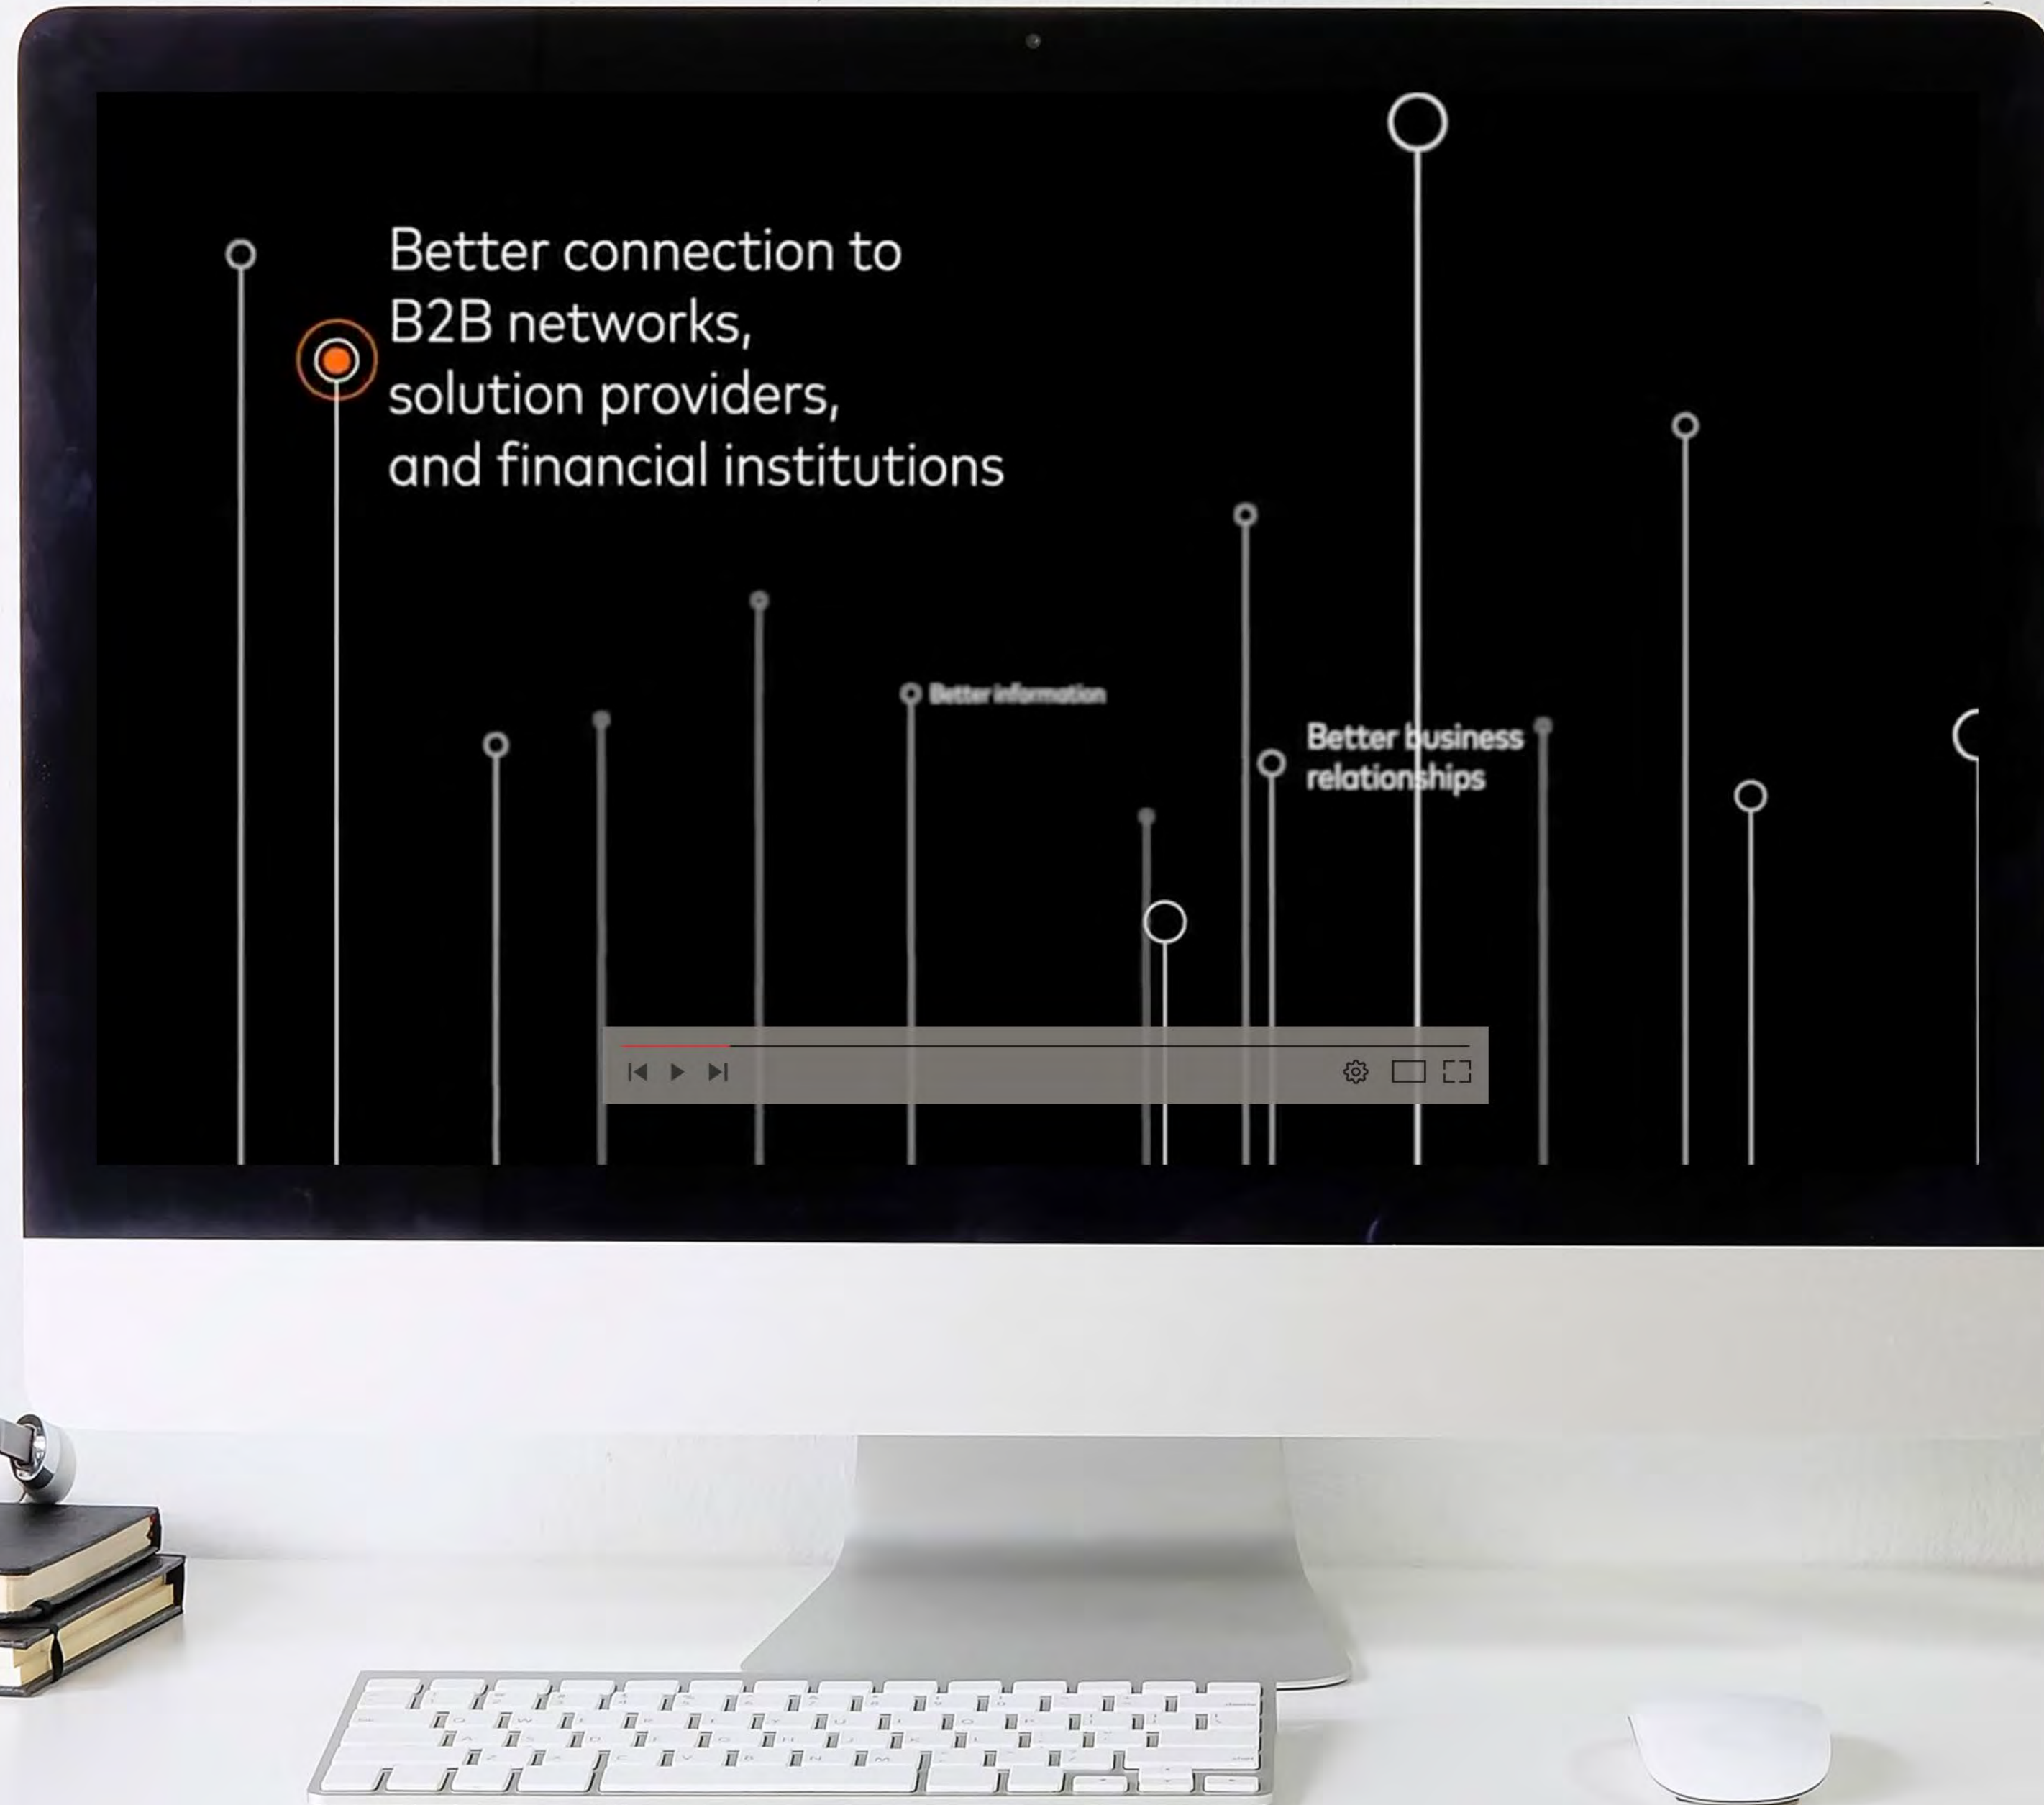 Better connection to
B2B networks,
solution providers,
and financial institutions
Better information
Better business
relationships